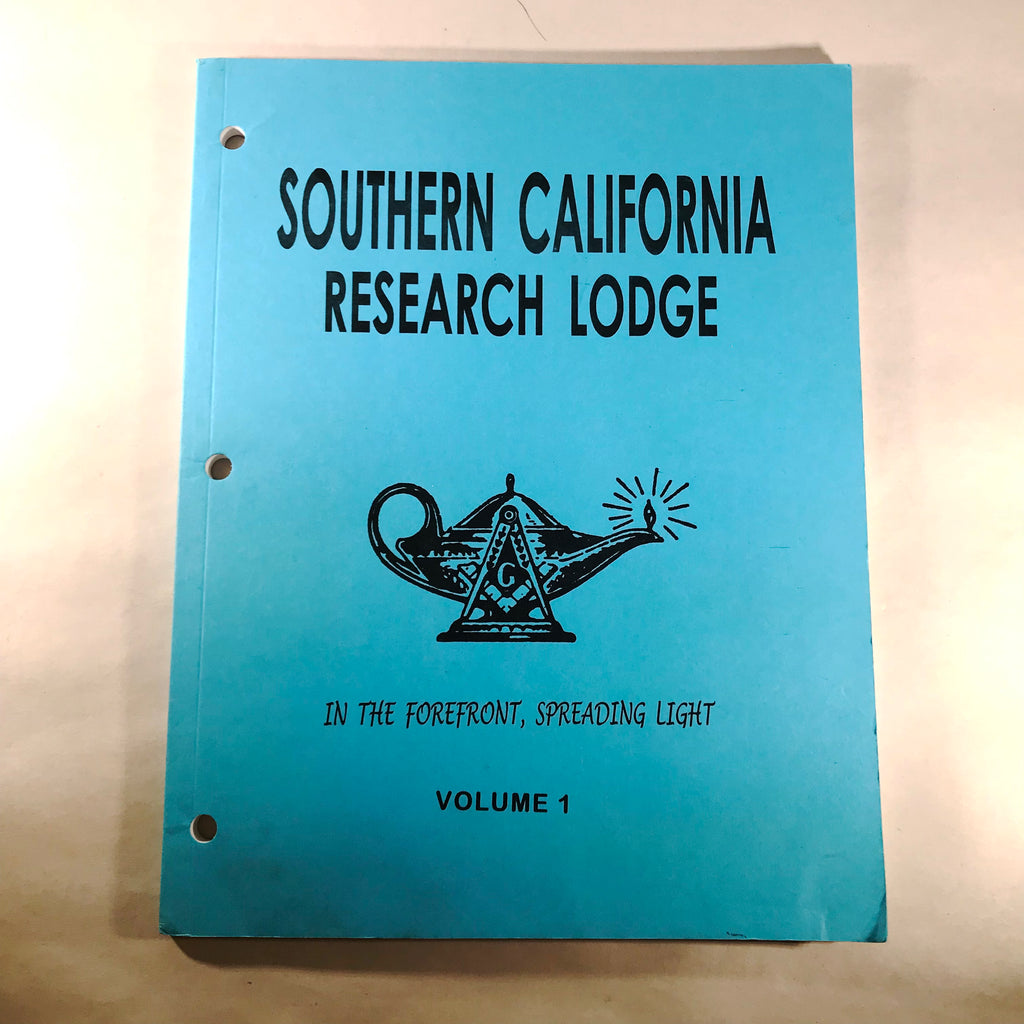 SOUTHERN CALIFORNIA
RESEARCH LODGE
G
IN THE FOREFRONT, SPREADING LIGHT
VOLUME 1